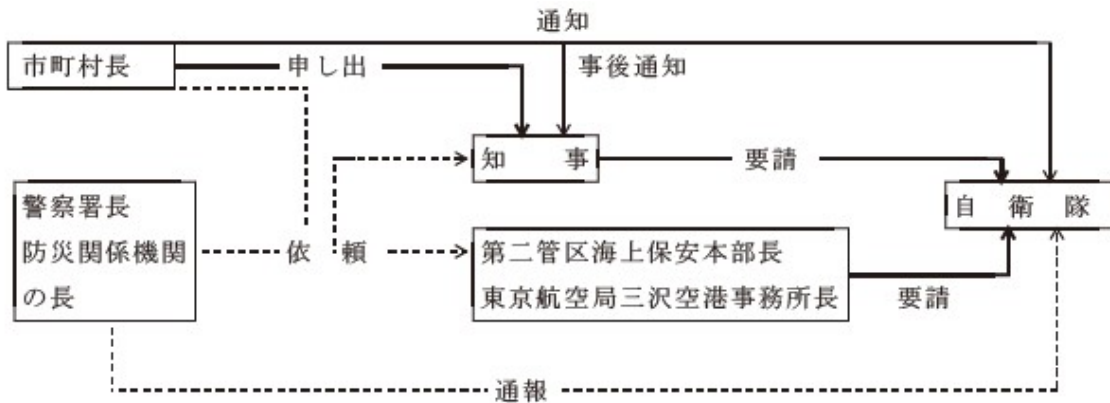 通知
市町村長
申し出
事後通知
知 事
要請
自 衛 隊
警察署長
防災関係機関
の長
依 頼
第二管区海上保安本部長
東京航空局三沢空港事務所長
要請
通報